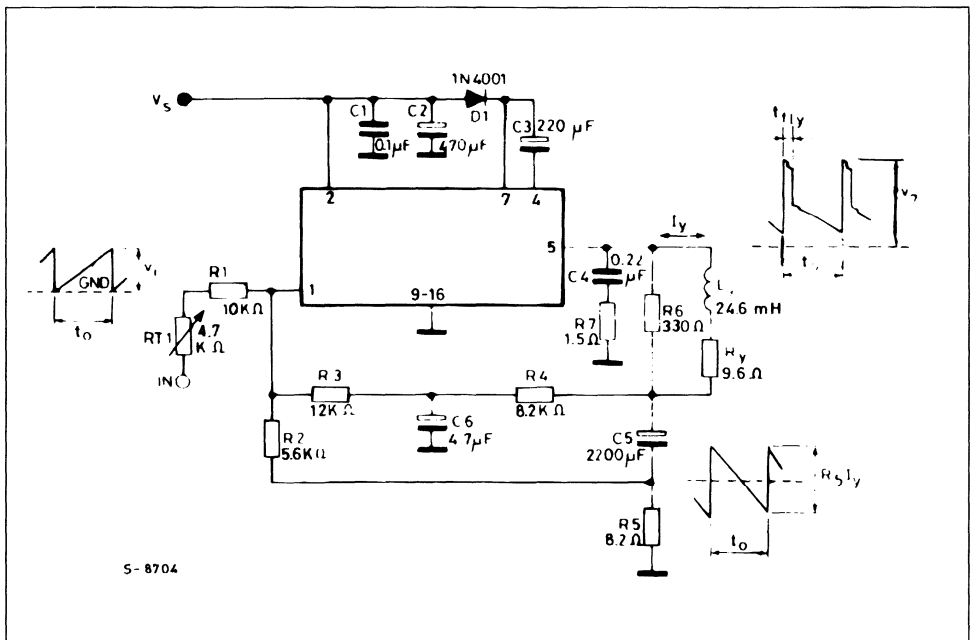 1N4001
D1
Vs
C1
0.1µF
C2
470µF
C3
220 µF
2
7
4
5
1
9-16
GND
t₀
R1
10KΩ
RT1
4.7
KΩ
IN
R3
12KΩ
R4
8.2KΩ
C6
4.7µF
R2
5.6KΩ
C4
0.22
µF
R7
1.5Ω
Iy
R6
330Ω
24.6 mH
Ry
9.6Ω
C5
2200µF
R5
8.2Ω
t₀
S-8704